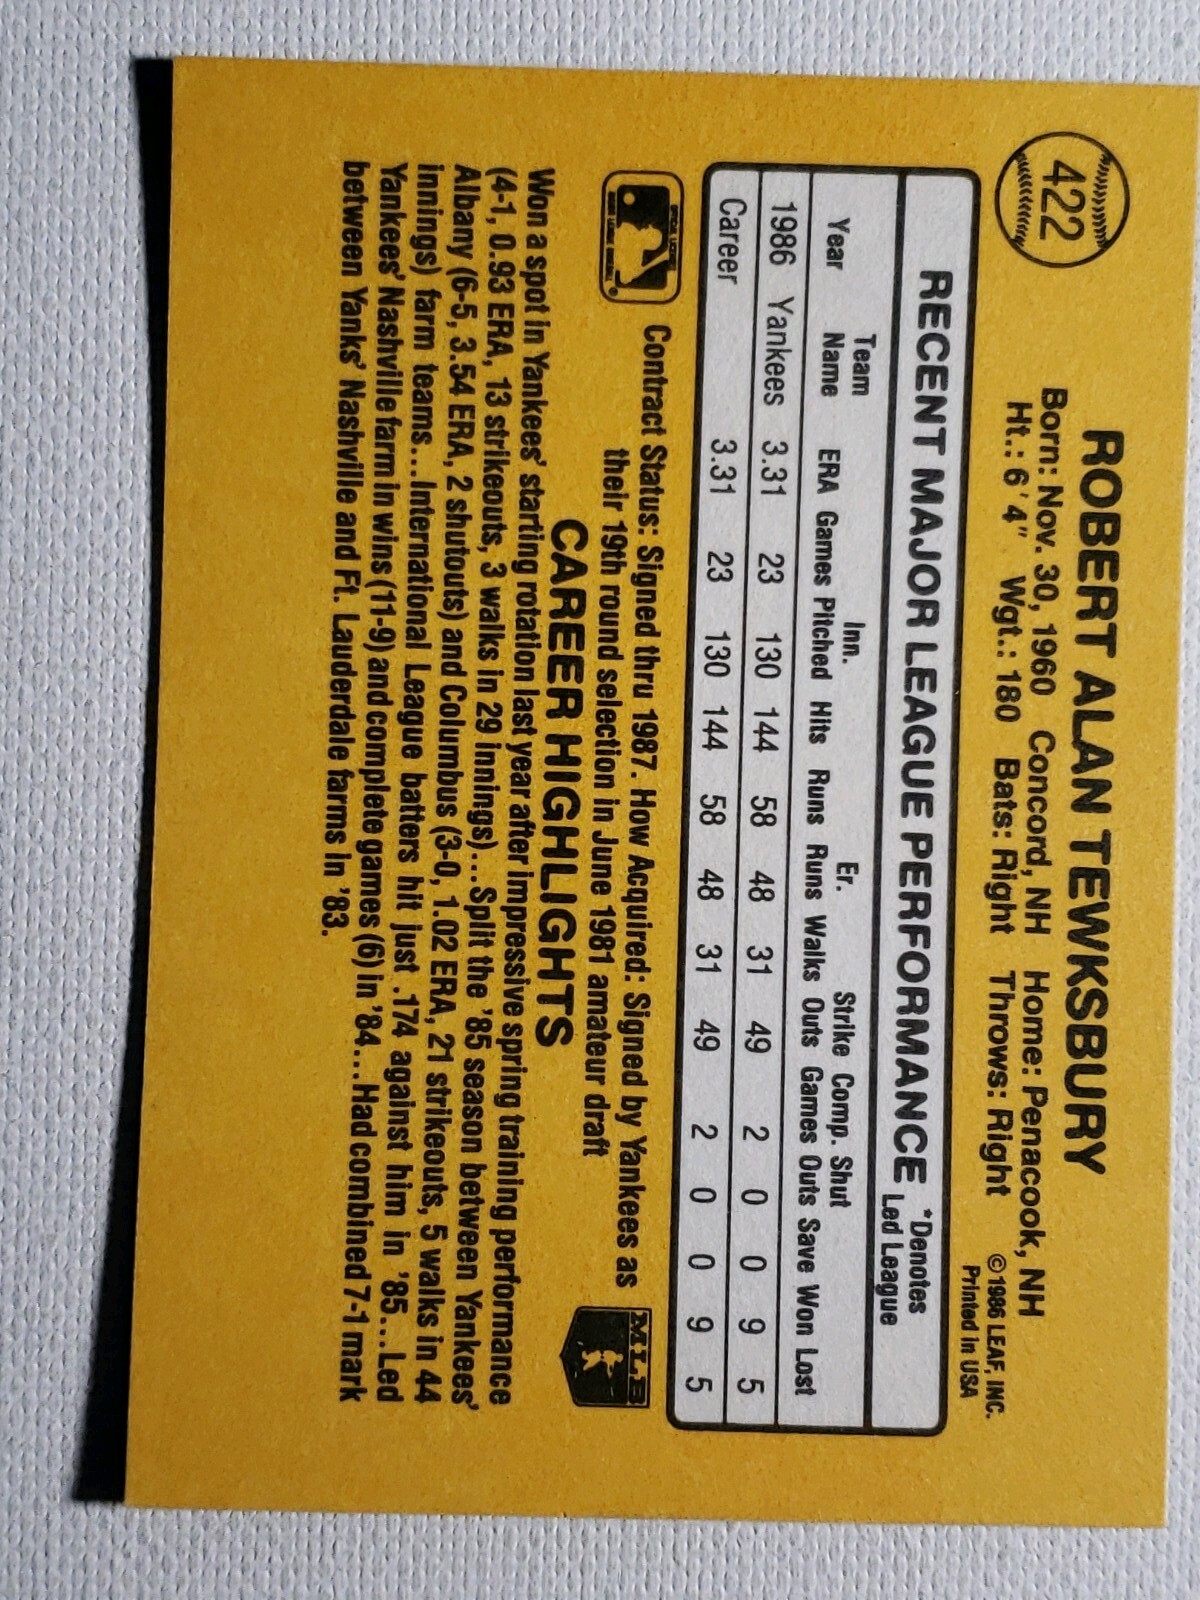 422
ROBERT ALAN TEWKSBURY
Born: Nov. 30, 1960 Concord, NH Home: Penacook, NH
Ht.: 6'4" Wgt.: 180 Bats: Right Throws: Right
©1986 LEAF, INC.
Printed in USA
RECENT MAJOR LEAGUE PERFORMANCE
*Denotes
Led League
Team Inn. Er. Strike Comp. Shut
Year Name ERA Games Pitched Hits Runs Runs Walks Outs Games Outs Save Won Lost
1986 Yankees 3.31 23 130 144 58 48 31 49 2 0 0 9 5
Career 3.31 23 130 144 58 48 31 49 2 0 0 9 5
Contract Status: Signed thru 1987. How Acquired: Signed by Yankees as
their 19th round selection in June 1981 amateur draft
MLB
CAREER HIGHLIGHTS
Won a spot in Yankees' starting rotation last year after impressive spring training performance
(4-1, 0.93 ERA, 13 strikeouts, 3 walks in 29 innings)...Split the '85 season between Yankees'
Albany (6-5, 3.54 ERA, 2 shutouts) and Columbus (3-0, 1.02 ERA, 21 strikeouts, 5 walks in 44
innings) farm teams...International League batters hit just .174 against him in '85...Led
Yankees' Nashville farm in wins (11-9) and complete games (6) in '84...Had combined 7-1 mark
between Yanks' Nashville and Ft. Lauderdale farms in '83.